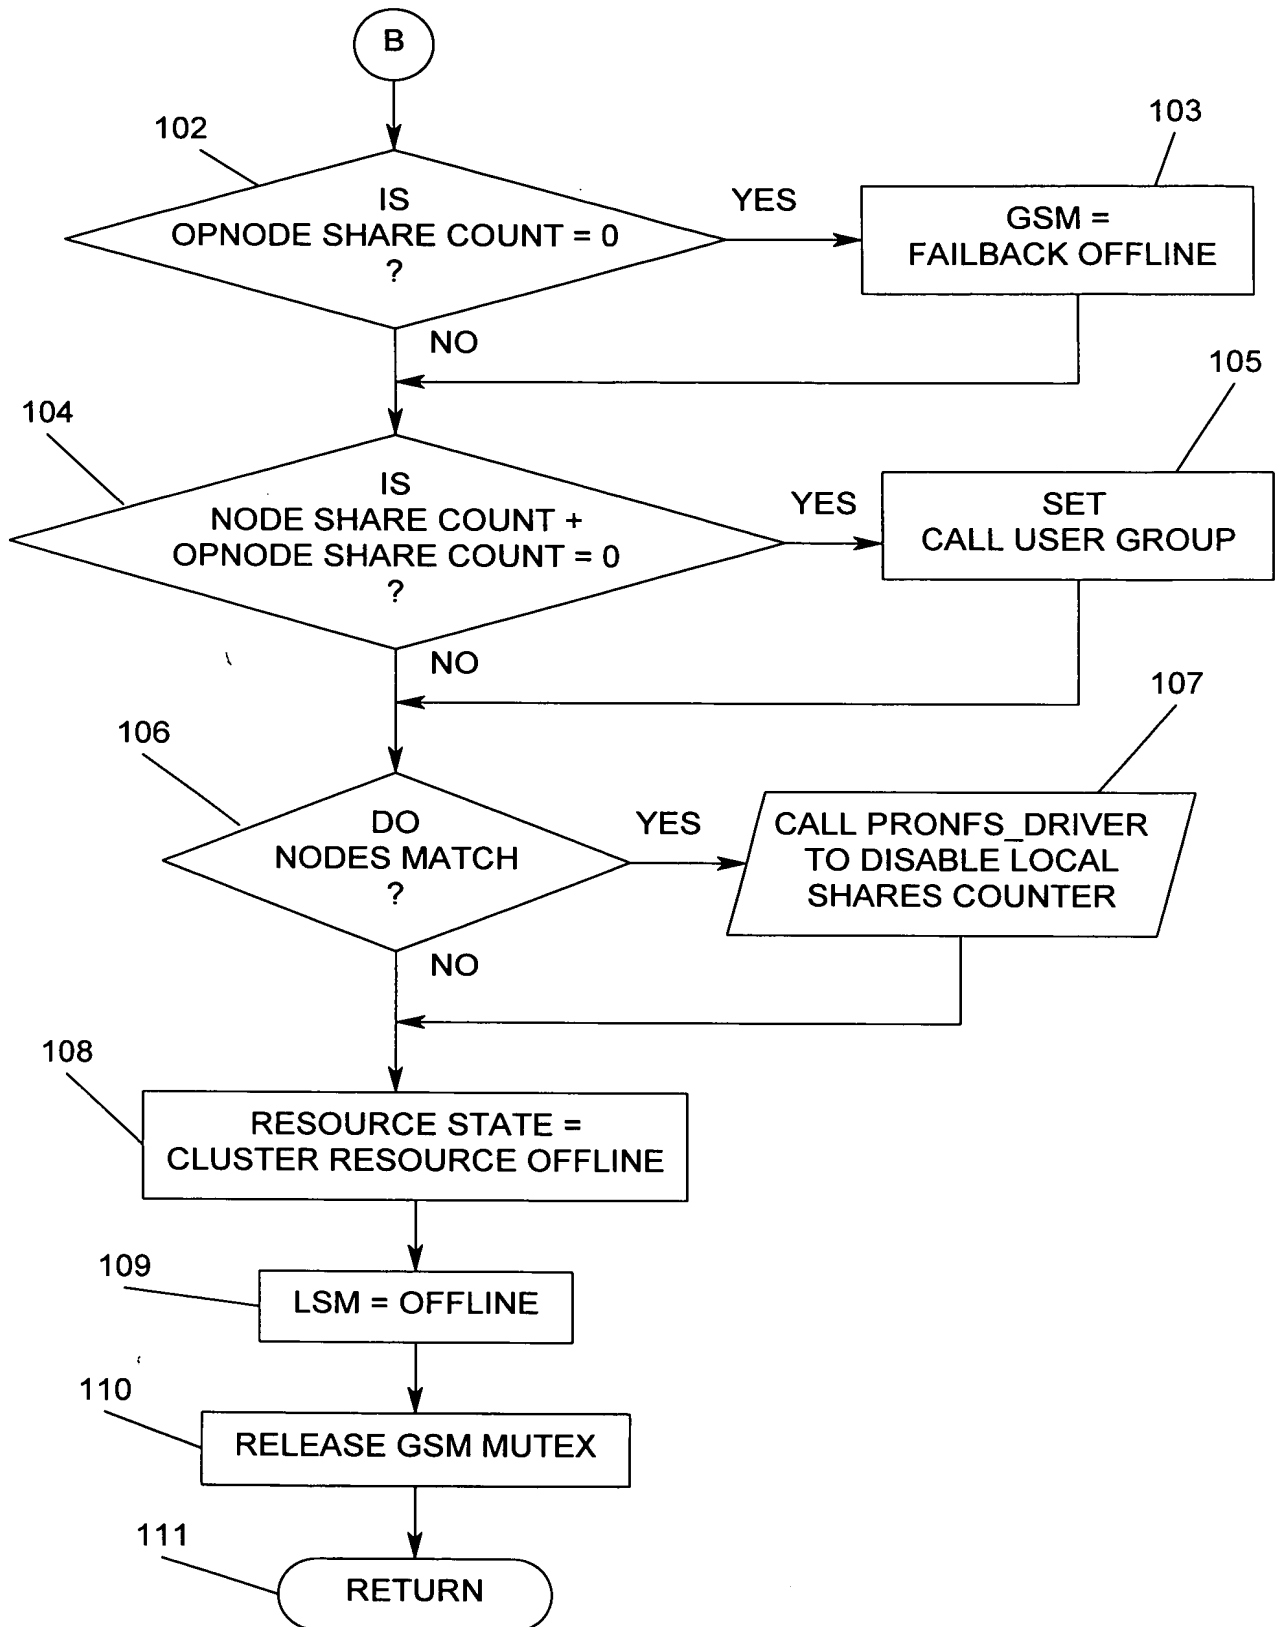 B
102
103
IS
OPNODE SHARE COUNT = 0
?
YES
GSM =
FAILBACK OFFLINE
NO
104
105
IS
NODE SHARE COUNT +
OPNODE SHARE COUNT = 0
?
YES
SET
CALL USER GROUP
NO
106
107
DO
NODES MATCH
?
YES
CALL PRONFS_DRIVER
TO DISABLE LOCAL
SHARES COUNTER
NO
108
RESOURCE STATE =
CLUSTER RESOURCE OFFLINE
109
LSM = OFFLINE
110
RELEASE GSM MUTEX
111
RETURN